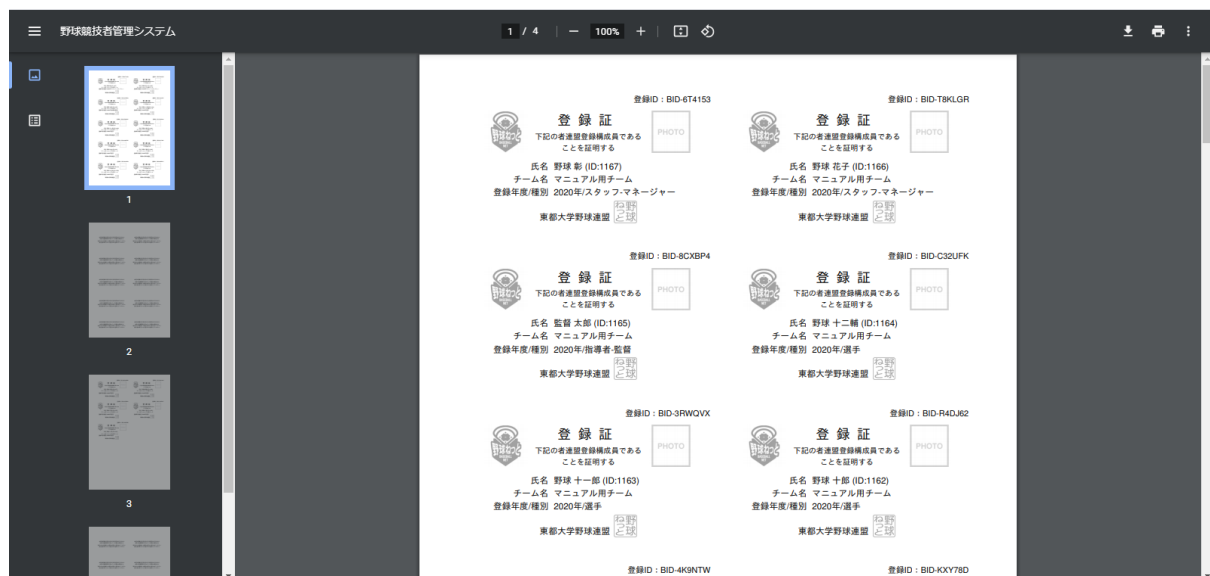 野球競技者管理システム
1 / 4
100%
1
2
3
登録ID：BID-6T4153
登録証
PHOTO
下記の者連盟登録構成員である
ことを証明する
氏名 野球 彰 (ID:1167)
チーム名 マニュアル用チーム
登録年度/種別 2020年/スタッフ-マネージャー
東都大学野球連盟
登録ID：BID-T8KLGR
登録証
PHOTO
下記の者連盟登録構成員である
ことを証明する
氏名 野球 花子 (ID:1166)
チーム名 マニュアル用チーム
登録年度/種別 2020年/スタッフ-マネージャー
東都大学野球連盟
登録ID：BID-8CXBP4
登録証
PHOTO
下記の者連盟登録構成員である
ことを証明する
氏名 監督 太郎 (ID:1165)
チーム名 マニュアル用チーム
登録年度/種別 2020年/指導者-監督
東都大学野球連盟
登録ID：BID-C32UFK
登録証
PHOTO
下記の者連盟登録構成員である
ことを証明する
氏名 野球 十二輔 (ID:1164)
チーム名 マニュアル用チーム
登録年度/種別 2020年/選手
東都大学野球連盟
登録ID：BID-3RWQVX
登録証
PHOTO
下記の者連盟登録構成員である
ことを証明する
氏名 野球 十一郎 (ID:1163)
チーム名 マニュアル用チーム
登録年度/種別 2020年/選手
東都大学野球連盟
登録ID：BID-R4DJ62
登録証
PHOTO
下記の者連盟登録構成員である
ことを証明する
氏名 野球 十郎 (ID:1162)
チーム名 マニュアル用チーム
登録年度/種別 2020年/選手
東都大学野球連盟
登録ID：BID-4K9NTW
登録ID：BID-KXY78D